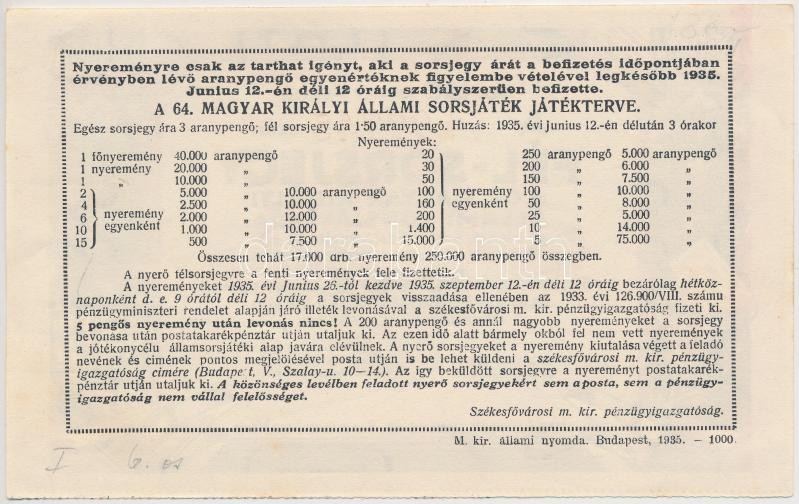 Nyereményre csak az tarthat igényt, aki a sorsjegy árát a befizetés időpontjában
érvényben lévő aranypengő egyenértéknek figyelembe vételével legkésőbb 1935.
Junius 12.-én déli 12 óráig szabályszerüen befizette.
A 64. MAGYAR KIRÁLYI ÁLLAMI SORSJÁTÉK JÁTÉKTERVE.
Egész sorsjegy ára 3 aranypengő; fél sorsjegy ára 1·50 aranypengő. Huzás: 1935. évi junius 12.-én délután 3 órakor
Nyeremények:
1 főnyeremény 40.000 aranypengő 20 250 aranypengő 5.000 aranypengő
1 nyeremény 20.000 „ 30 200 „ 6.000 „
1 „ 10.000 „ 50 150 „ 7.500 „
2 5.000 „ 10.000 aranypengő 100 nyeremény 100 „ 10.000 „
4 2.500 „ 10.000 „ 160 egyenként 50 „ 8.000 „
6 nyeremény 2.000 „ 12.000 „ 200 25 „ 5.000 „
10 egyenként 1.000 „ 10.000 „ 1.400 10 „ 14.000 „
15 500 „ 7.500 „ 15.000 5 „ 75.000 „
Összesen tehát 17.000 drb. nyeremény 250.000 aranypengő összegben.
A nyerő félsorsjegyre a fenti nyeremények fele fizettetik.
A nyereményeket 1935. évi Junius 26.-tól kezdve 1935. szeptember 12.-én déli 12 óráig bezárólag hétköz-
naponként d. e. 9 órától déli 12 óráig a sorsjegyek visszaadása ellenében az 1933. évi 126.900/VIII. számu
pénzügyminiszteri rendelet alapján járó illeték levonásával a székesfővárosi m. kir. pénzügyigazgatóság fizeti ki.
5 pengős nyeremény után levonás nincs! A 200 aranypengő és annál nagyobb nyereményeket a sorsjegy
bevonása után postatakarékpénztár utján utaljuk ki. Az ezen idő alatt bármely okból fel nem vett nyeremények
a jótékonycélu államsorsjátéki alap javára elévülnek. A nyerő sorsjegyeket a nyeremény kiutalása végett a feladó
nevének és címének pontos megjelölésével posta utján is be lehet küldeni a székesfővárosi m. kir. pénzügy-
igazgatóság címére (Budapest, V., Szalay-u. 10—14.). Az igy beküldött sorsjegyre a nyereményt postatakarék-
pénztár utján utaljuk ki. A közönséges levélben feladott nyerő sorsjegyekért sem a posta, sem a pénzügy-
igazgatóság nem vállal felelősséget.
Székesfővárosi m. kir. pénzügyigazgatóság.
M. kir. állami nyomda. Budapest, 1935. — 1000.
I
darabanth